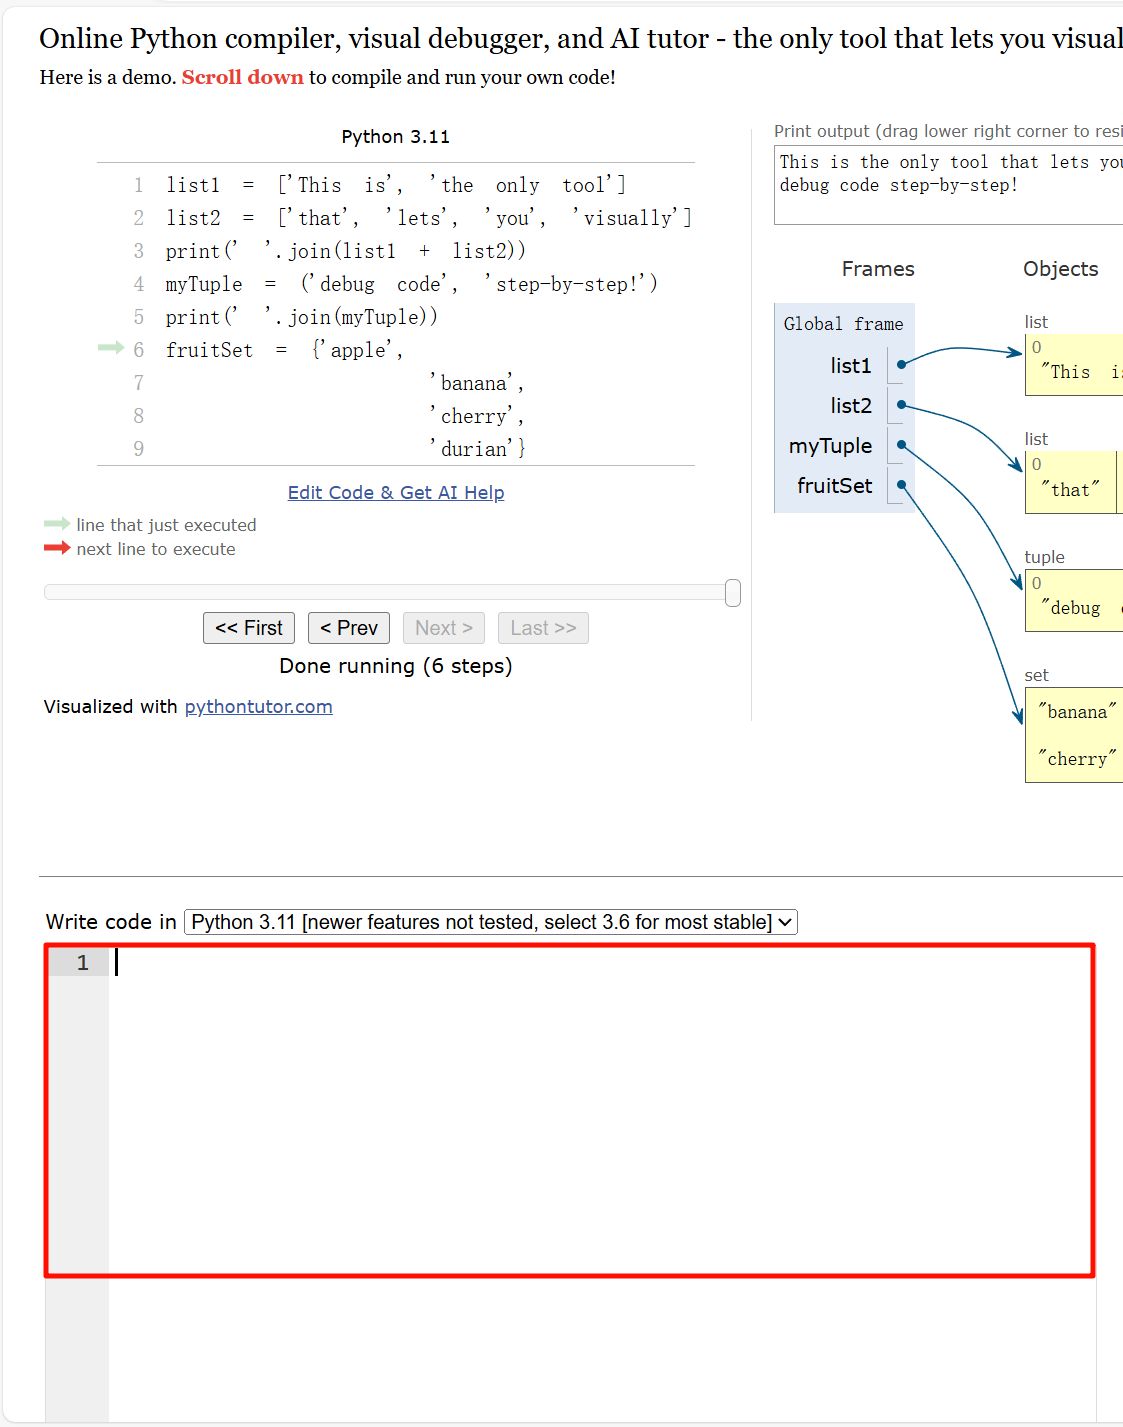 Online Python compiler, visual debugger, and AI tutor - the only tool that lets you visual
Here is a demo. Scroll down to compile and run your own code!
Python 3.11
1 list1 = ['This is', 'the only tool']
2 list2 = ['that', 'lets', 'you', 'visually']
3 print(' '.join(list1 + list2))
4 myTuple = ('debug code', 'step-by-step!')
5 print(' '.join(myTuple))
6 fruitSet = {'apple',
7 'banana',
8 'cherry',
9 'durian'}
Edit Code & Get AI Help
line that just executed
next line to execute
<< First < Prev Next > Last >>
Done running (6 steps)
Visualized with pythontutor.com
Print output (drag lower right corner to resi
This is the only tool that lets you
debug code step-by-step!
Frames Objects
Global frame
list1
list2
myTuple
fruitSet
list
0
"This is
list
0
"that"
tuple
0
"debug
set
"banana"
"cherry"
Write code in Python 3.11 [newer features not tested, select 3.6 for most stable]
1